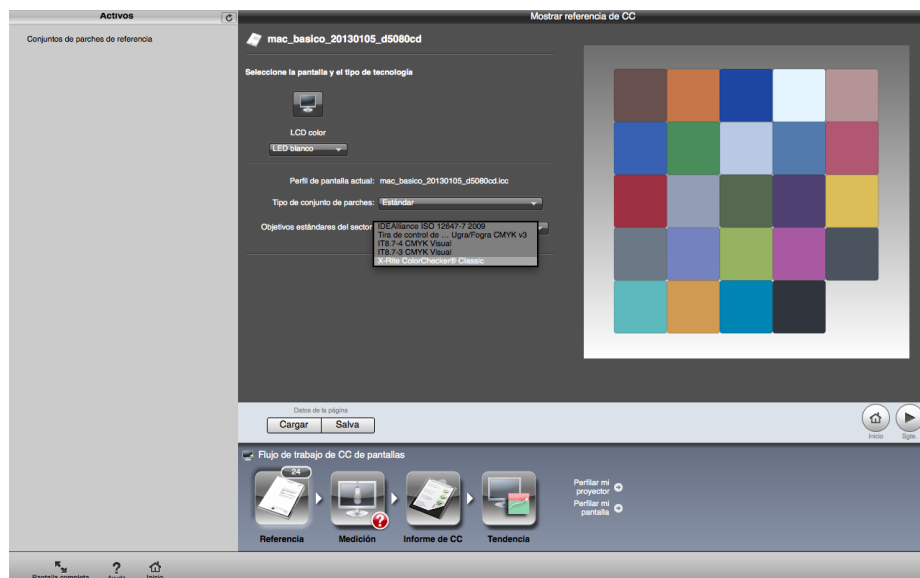 Activos
Mostrar referencia de CC
Conjuntos de parches de referencia
mac_basico_20130105_d5080cd
Seleccione la pantalla y el tipo de tecnología
LCD color
LED blanco
Perfil de pantalla actual: mac_basico_20130105_d5080cd.icc
Tipo de conjunto de parches: Estándar
Objetivos estándares del sector
IDEAlliance ISO 12647-7 2009
Tira de control de ... Ugra/Fogra CMYK v3
IT8.7-4 CMYK Visual
IT8.7-3 CMYK Visual
X-Rite ColorChecker® Classic
Datos de la página
Cargar Salva
Inicio Sgte.
Flujo de trabajo de CC de pantallas
24
Perfilar mi
proyector
Perfilar mi
pantalla
Referencia Medición Informe de CC Tendencia
Pantalla completa Ayuda Inicio